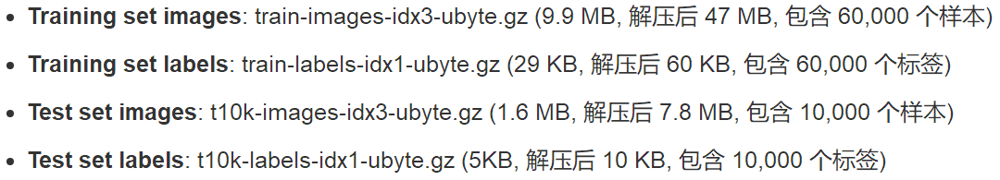 • Training set images: train-images-idx3-ubyte.gz (9.9 MB, 解压后 47 MB, 包含 60,000 个样本)
• Training set labels: train-labels-idx1-ubyte.gz (29 KB, 解压后 60 KB, 包含 60,000 个标签)
• Test set images: t10k-images-idx3-ubyte.gz (1.6 MB, 解压后 7.8 MB, 包含 10,000 个样本)
• Test set labels: t10k-labels-idx1-ubyte.gz (5KB, 解压后 10 KB, 包含 10,000 个标签)